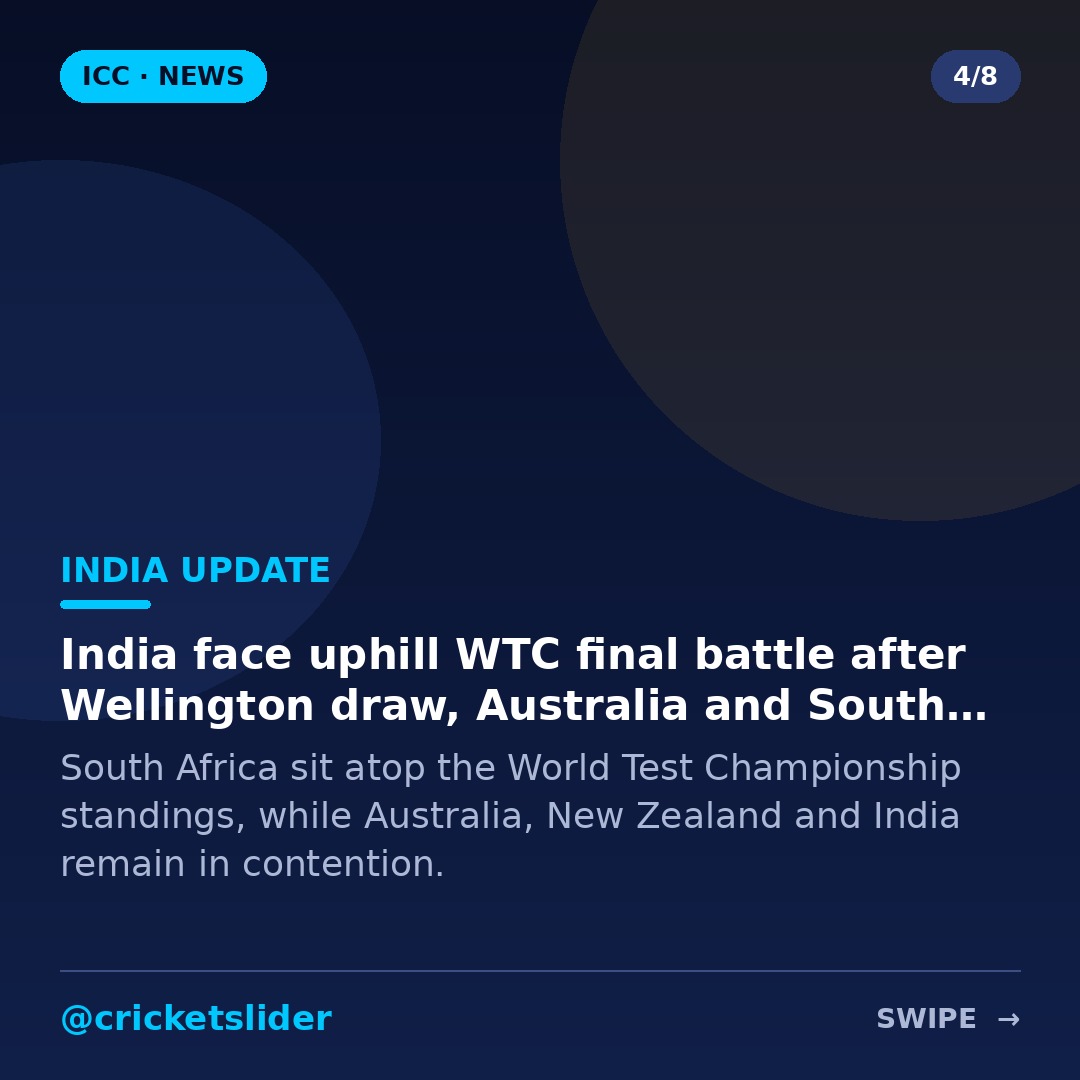 ICC · NEWS
4/8
INDIA UPDATE
India face uphill WTC final battle after
Wellington draw, Australia and South…
South Africa sit atop the World Test Championship
standings, while Australia, New Zealand and India
remain in contention.
@cricketslider
SWIPE →